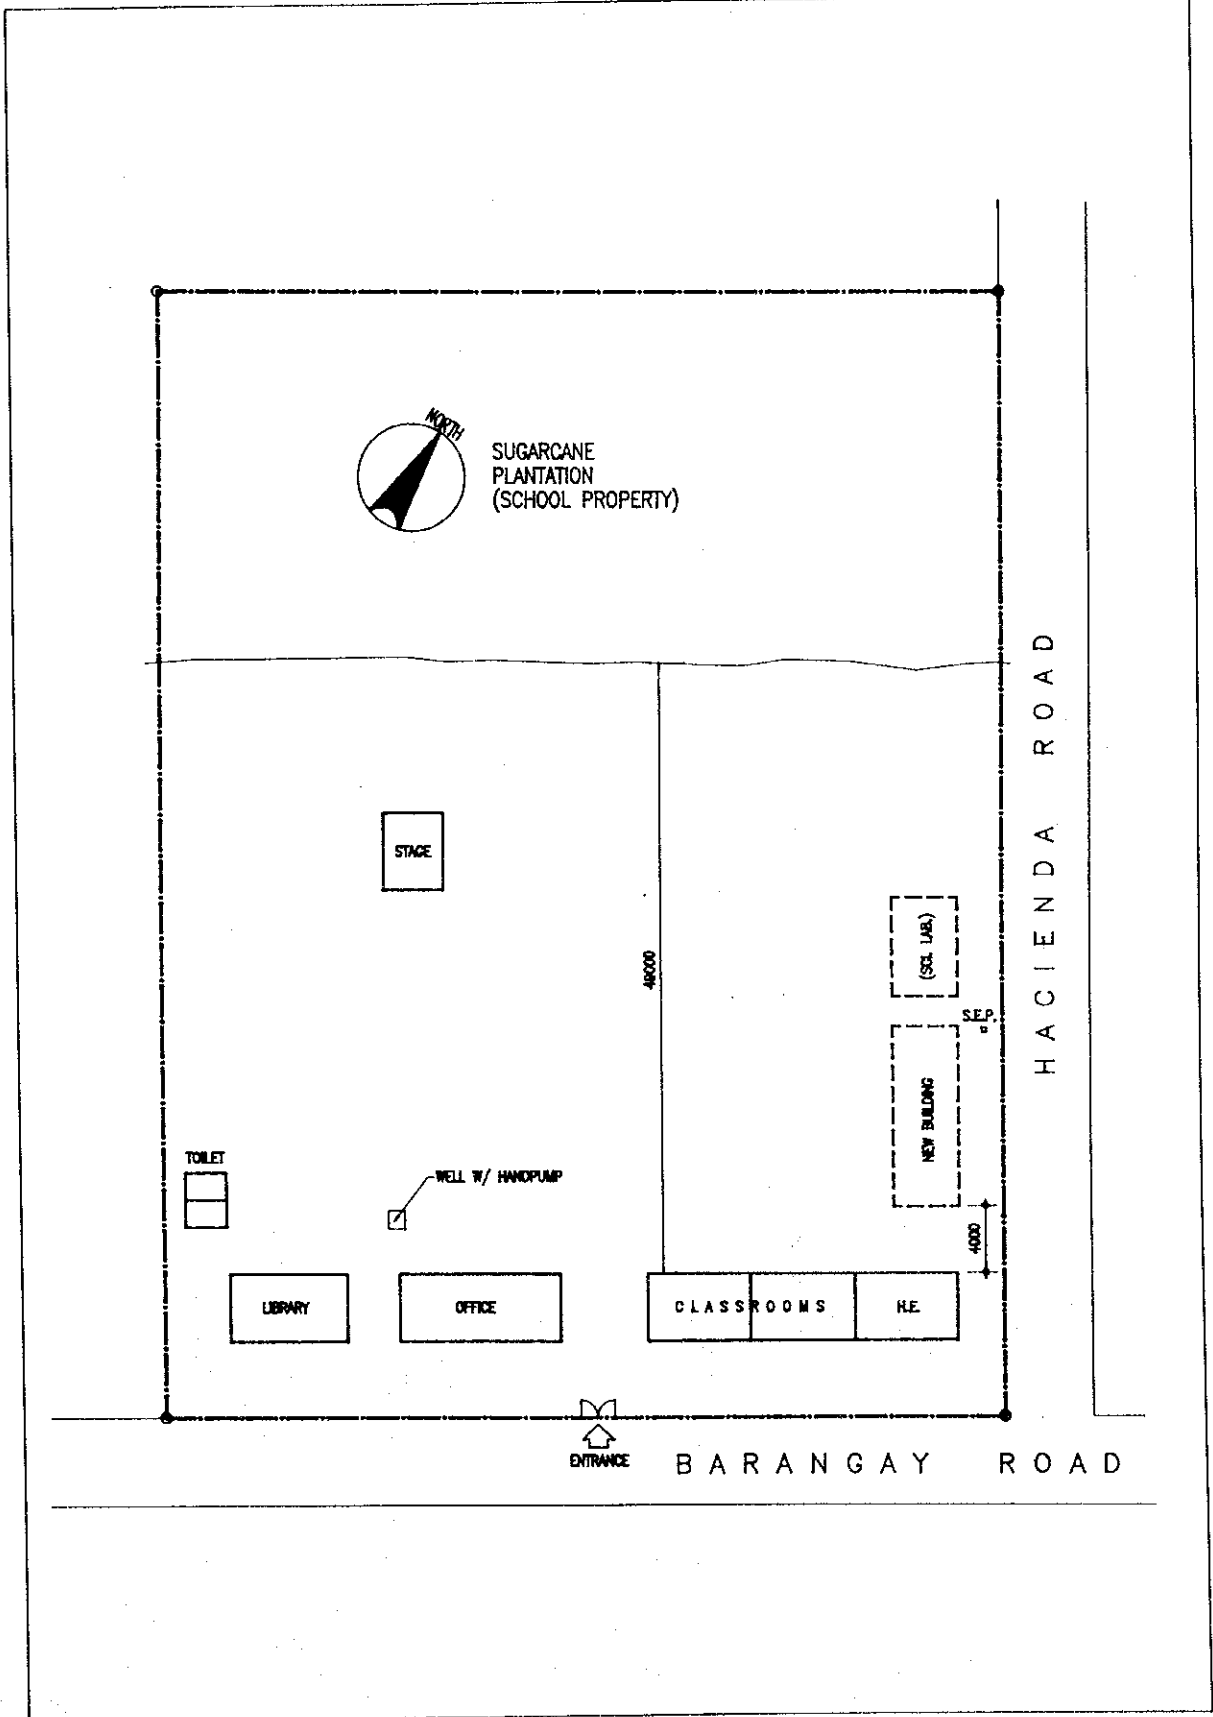 NORTH
SUGARCANE
PLANTATION
(SCHOOL PROPERTY)
HACIENDA ROAD
STAGE
(SCI. LAB.)
49000
S.E.P.
NEW BUILDING
TOILET
WELL W/ HANDPUMP
4000
LIBRARY
OFFICE
CLASSROOMS
H.E.
ENTRANCE
BARANGAY ROAD